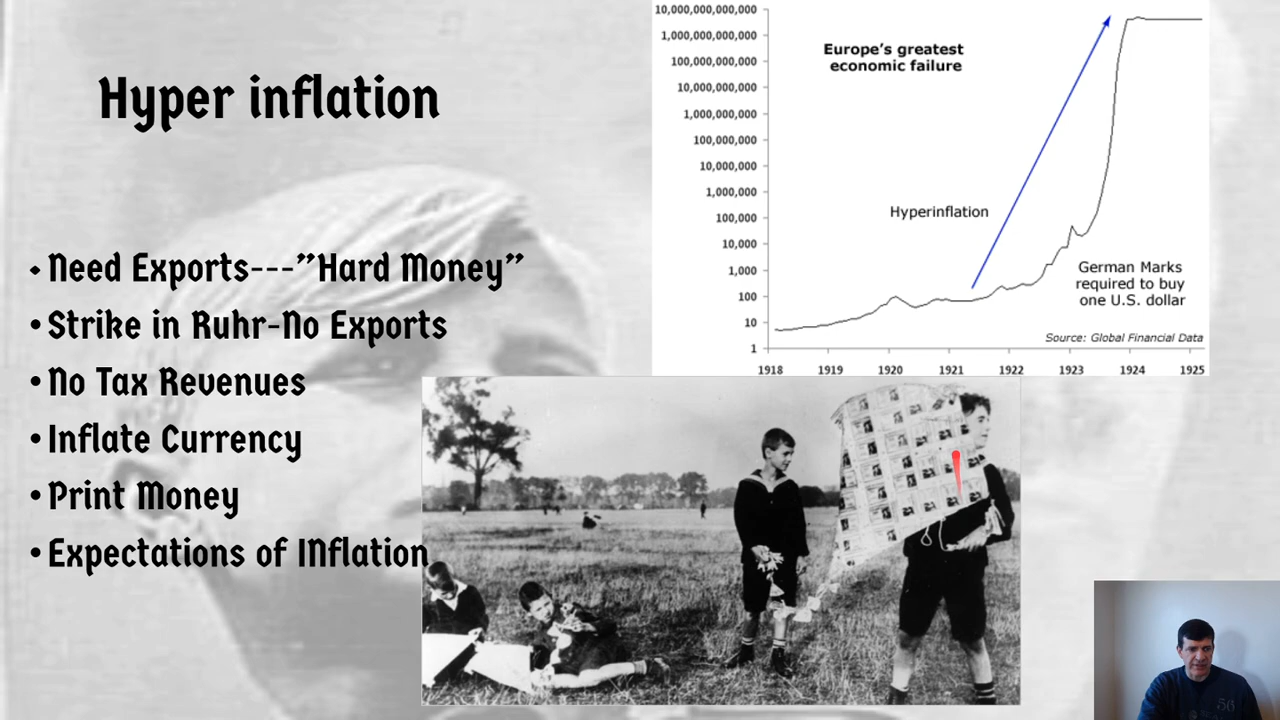 Hyper inflation
• Need Exports---"Hard Money"
• Strike in Ruhr-No Exports
• No Tax Revenues
• Inflate Currency
• Print Money
• Expectations of INflation
10,000,000,000,000
1,000,000,000,000
100,000,000,000
10,000,000,000
1,000,000,000
100,000,000
10,000,000
1,000,000
100,000
10,000
1,000
100
10
1
Europe's greatest
economic failure
Hyperinflation
German Marks
required to buy
one U.S. dollar
Source: Global Financial Data
1918 1919 1920 1921 1922 1923 1924 1925
56